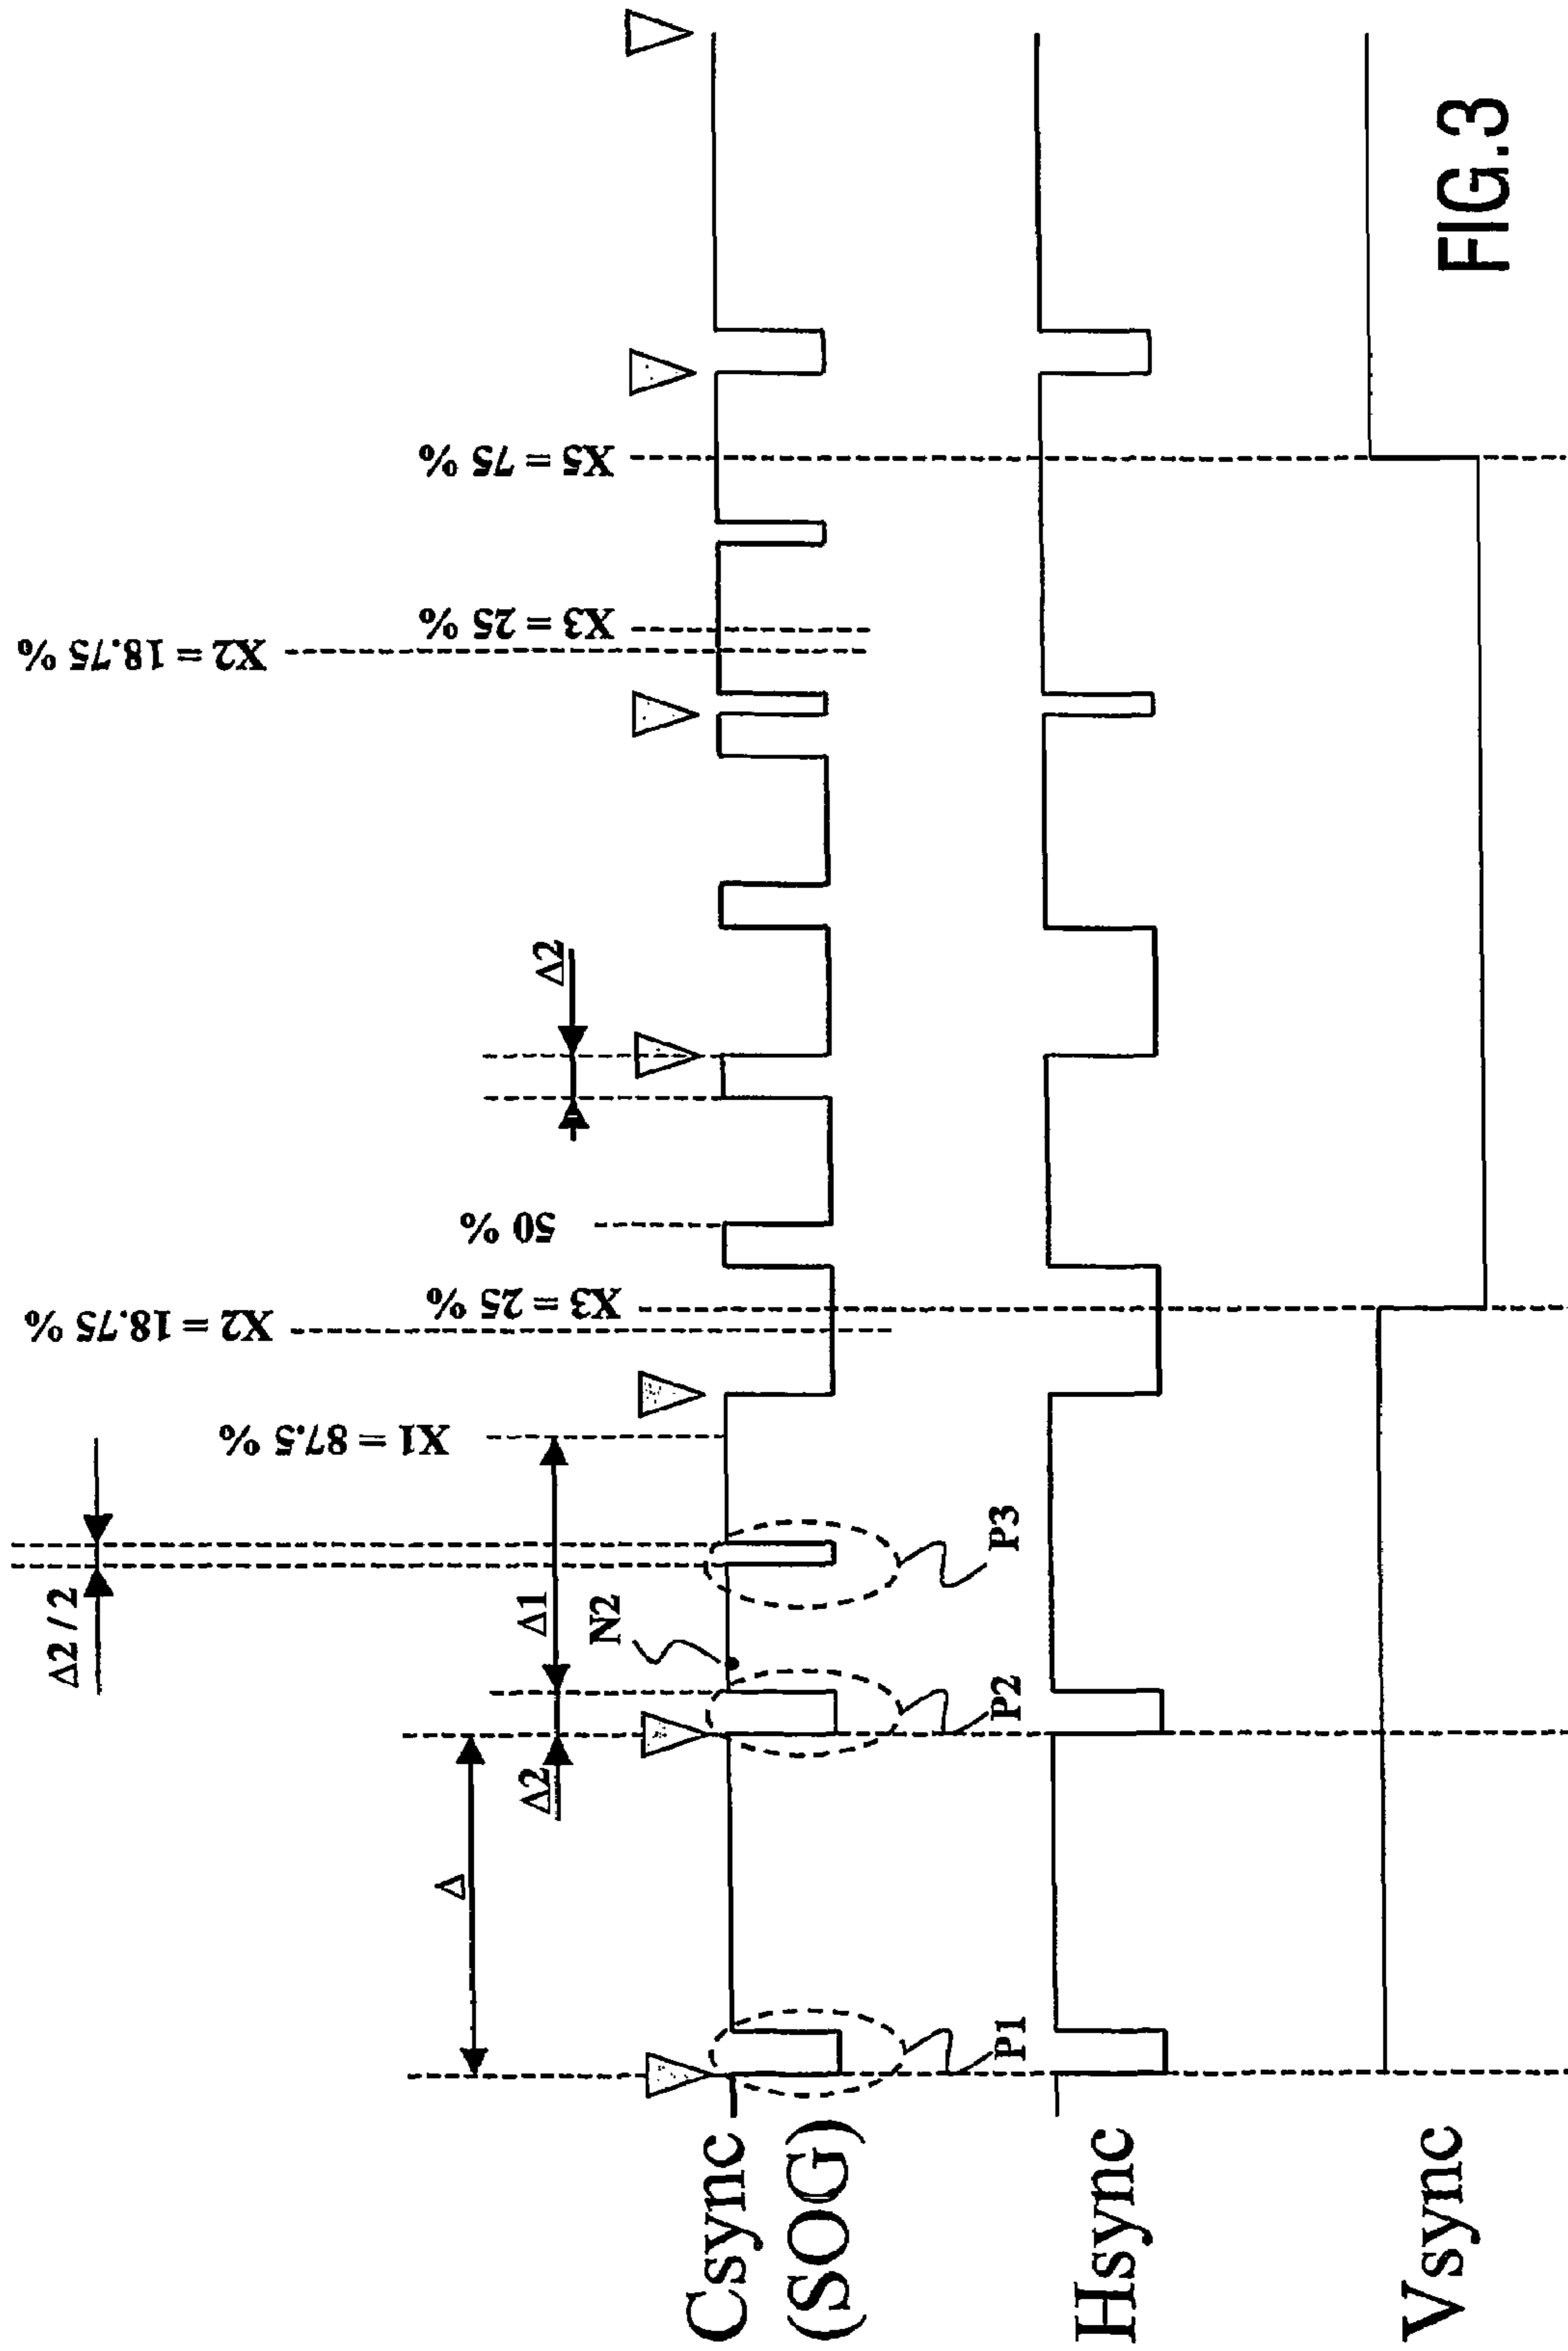 Δ2 / 2
X1 = 87.5 %
X2 = 18.75 %
X3 = 25 %
50 %
Δ2
X2 = 18.75 %
X3 = 25 %
X5 = 75 %
Δ
Δ2
Δ1
N2
P1
P2
P3
Csync
(SOG)
Hsync
Vsync
FIG.3